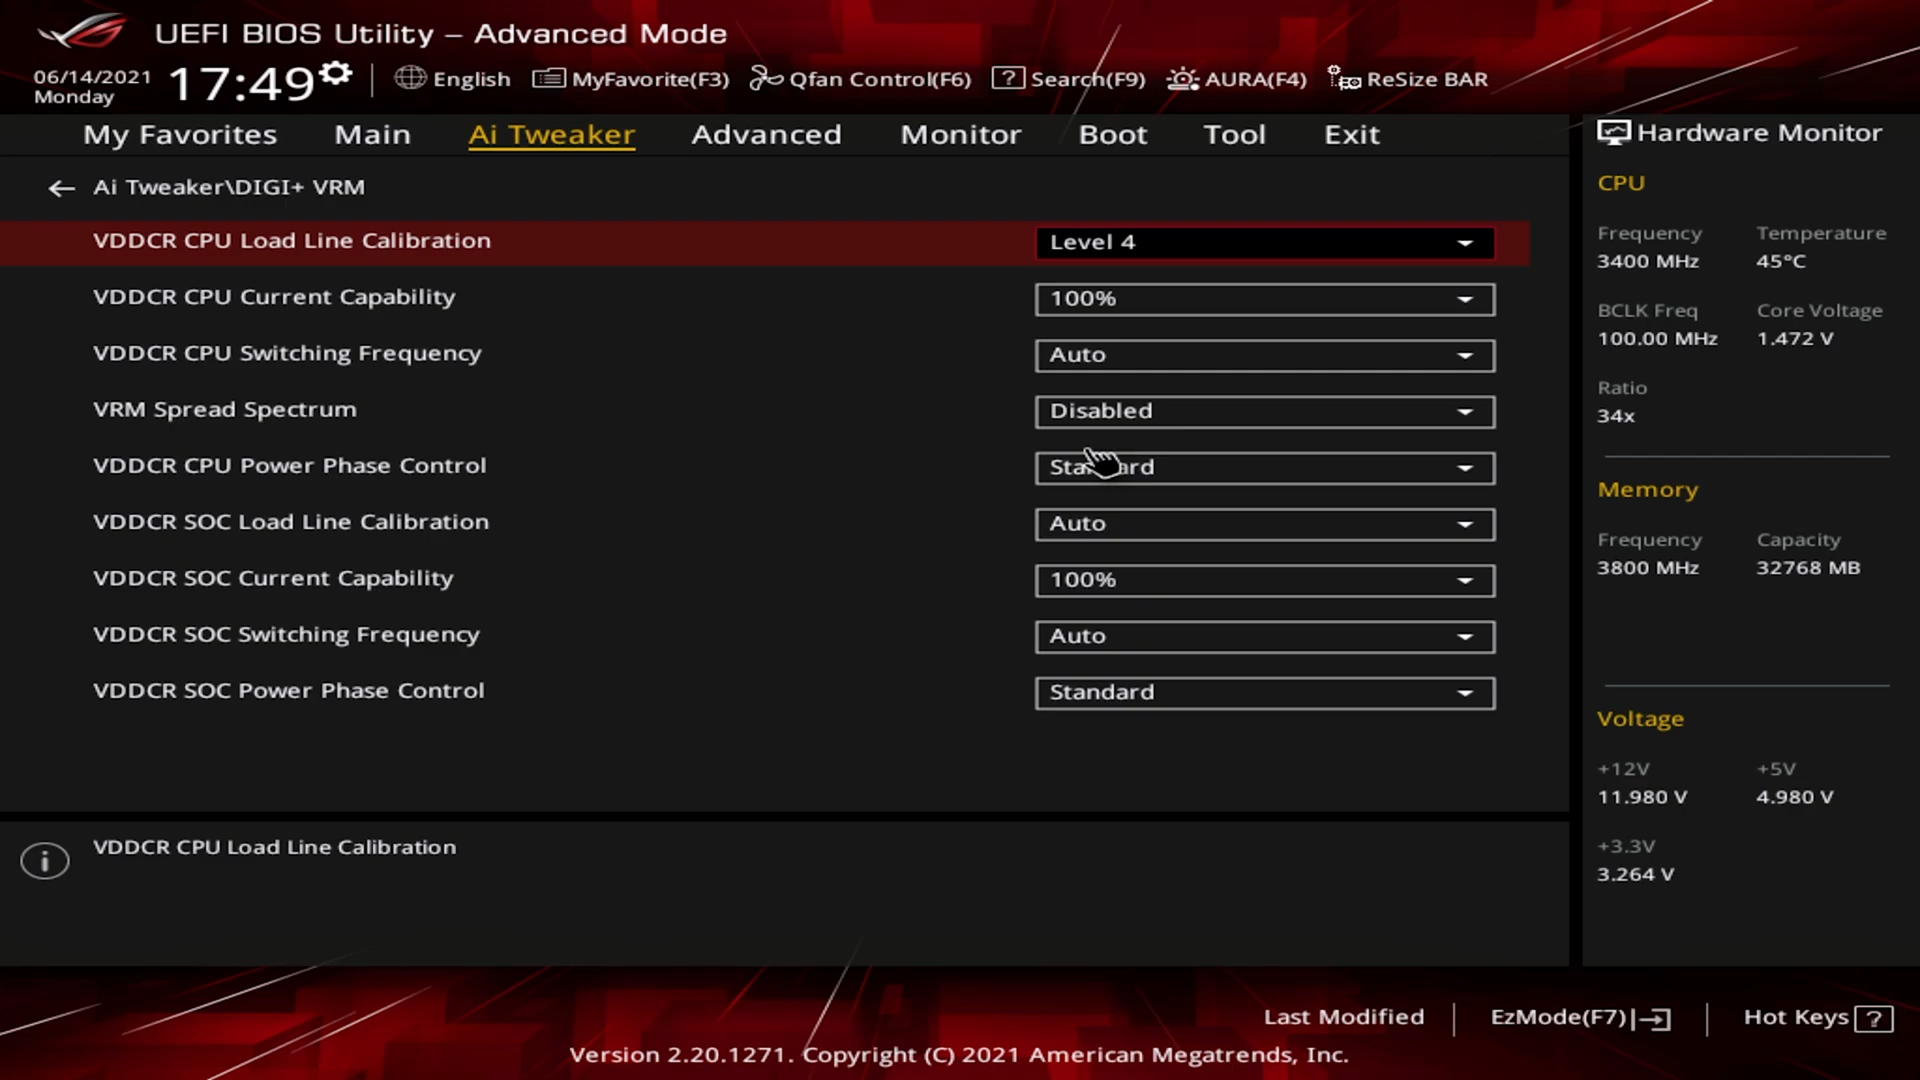 UEFI BIOS Utility – Advanced Mode
06/14/2021
Monday
17:49
English
MyFavorite(F3)
Qfan Control(F6)
? Search(F9)
AURA(F4)
ReSize BAR
My Favorites
Main
Ai Tweaker
Advanced
Monitor
Boot
Tool
Exit
Ai Tweaker\DIGI+ VRM
VDDCR CPU Load Line Calibration Level 4
VDDCR CPU Current Capability 100%
VDDCR CPU Switching Frequency Auto
VRM Spread Spectrum Disabled
VDDCR CPU Power Phase Control Standard
VDDCR SOC Load Line Calibration Auto
VDDCR SOC Current Capability 100%
VDDCR SOC Switching Frequency Auto
VDDCR SOC Power Phase Control Standard
i VDDCR CPU Load Line Calibration
Hardware Monitor
CPU
Frequency Temperature
3400 MHz 45°C
BCLK Freq Core Voltage
100.00 MHz 1.472 V
Ratio
34x
Memory
Frequency Capacity
3800 MHz 32768 MB
Voltage
+12V +5V
11.980 V 4.980 V
+3.3V
3.264 V
Last Modified
EzMode(F7)
Hot Keys ?
Version 2.20.1271. Copyright (C) 2021 American Megatrends, Inc.